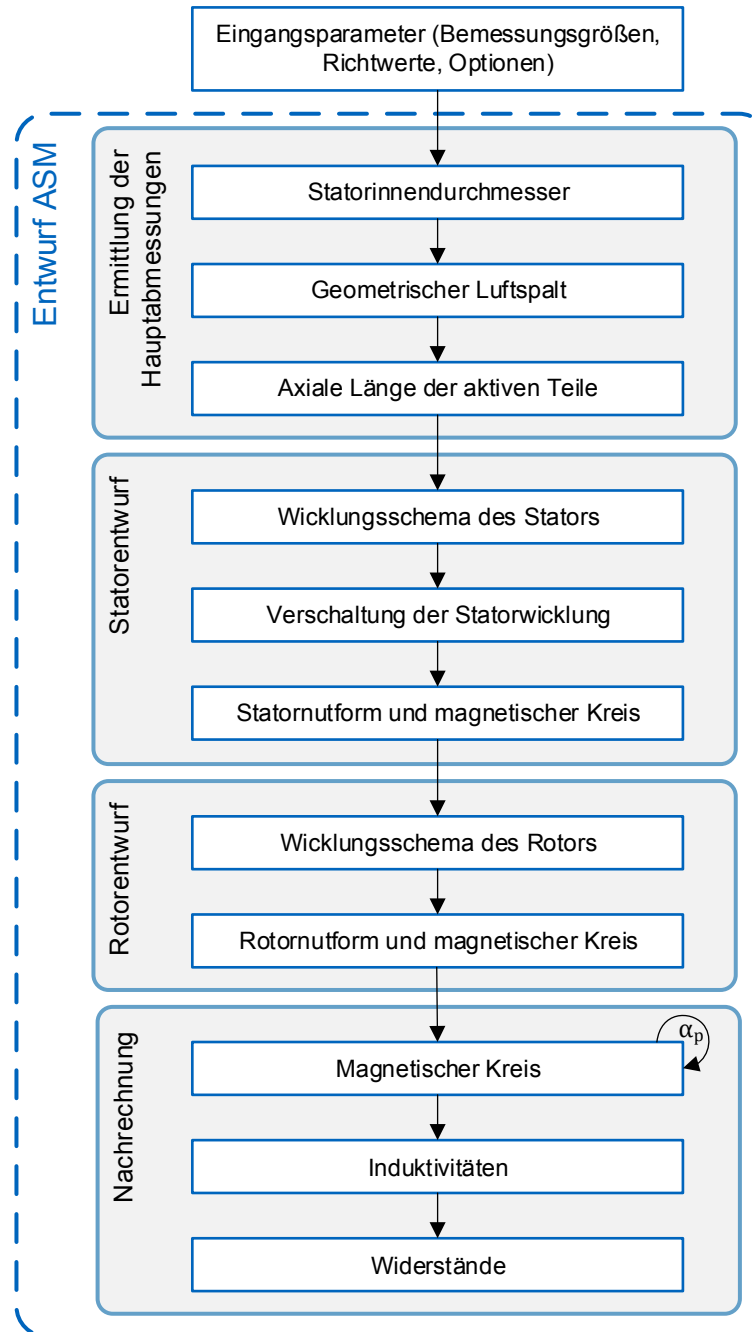 Eingangsparameter (Bemessungsgrößen,
Richtwerte, Optionen)
Entwurf ASM
Ermittlung der
Hauptabmessungen
Statorinnendurchmesser
Geometrischer Luftspalt
Axiale Länge der aktiven Teile
Statorentwurf
Wicklungsschema des Stators
Verschaltung der Statorwicklung
Statornutform und magnetischer Kreis
Rotorentwurf
Wicklungsschema des Rotors
Rotornutform und magnetischer Kreis
Nachrechnung
Magnetischer Kreis
αₚ
Induktivitäten
Widerstände